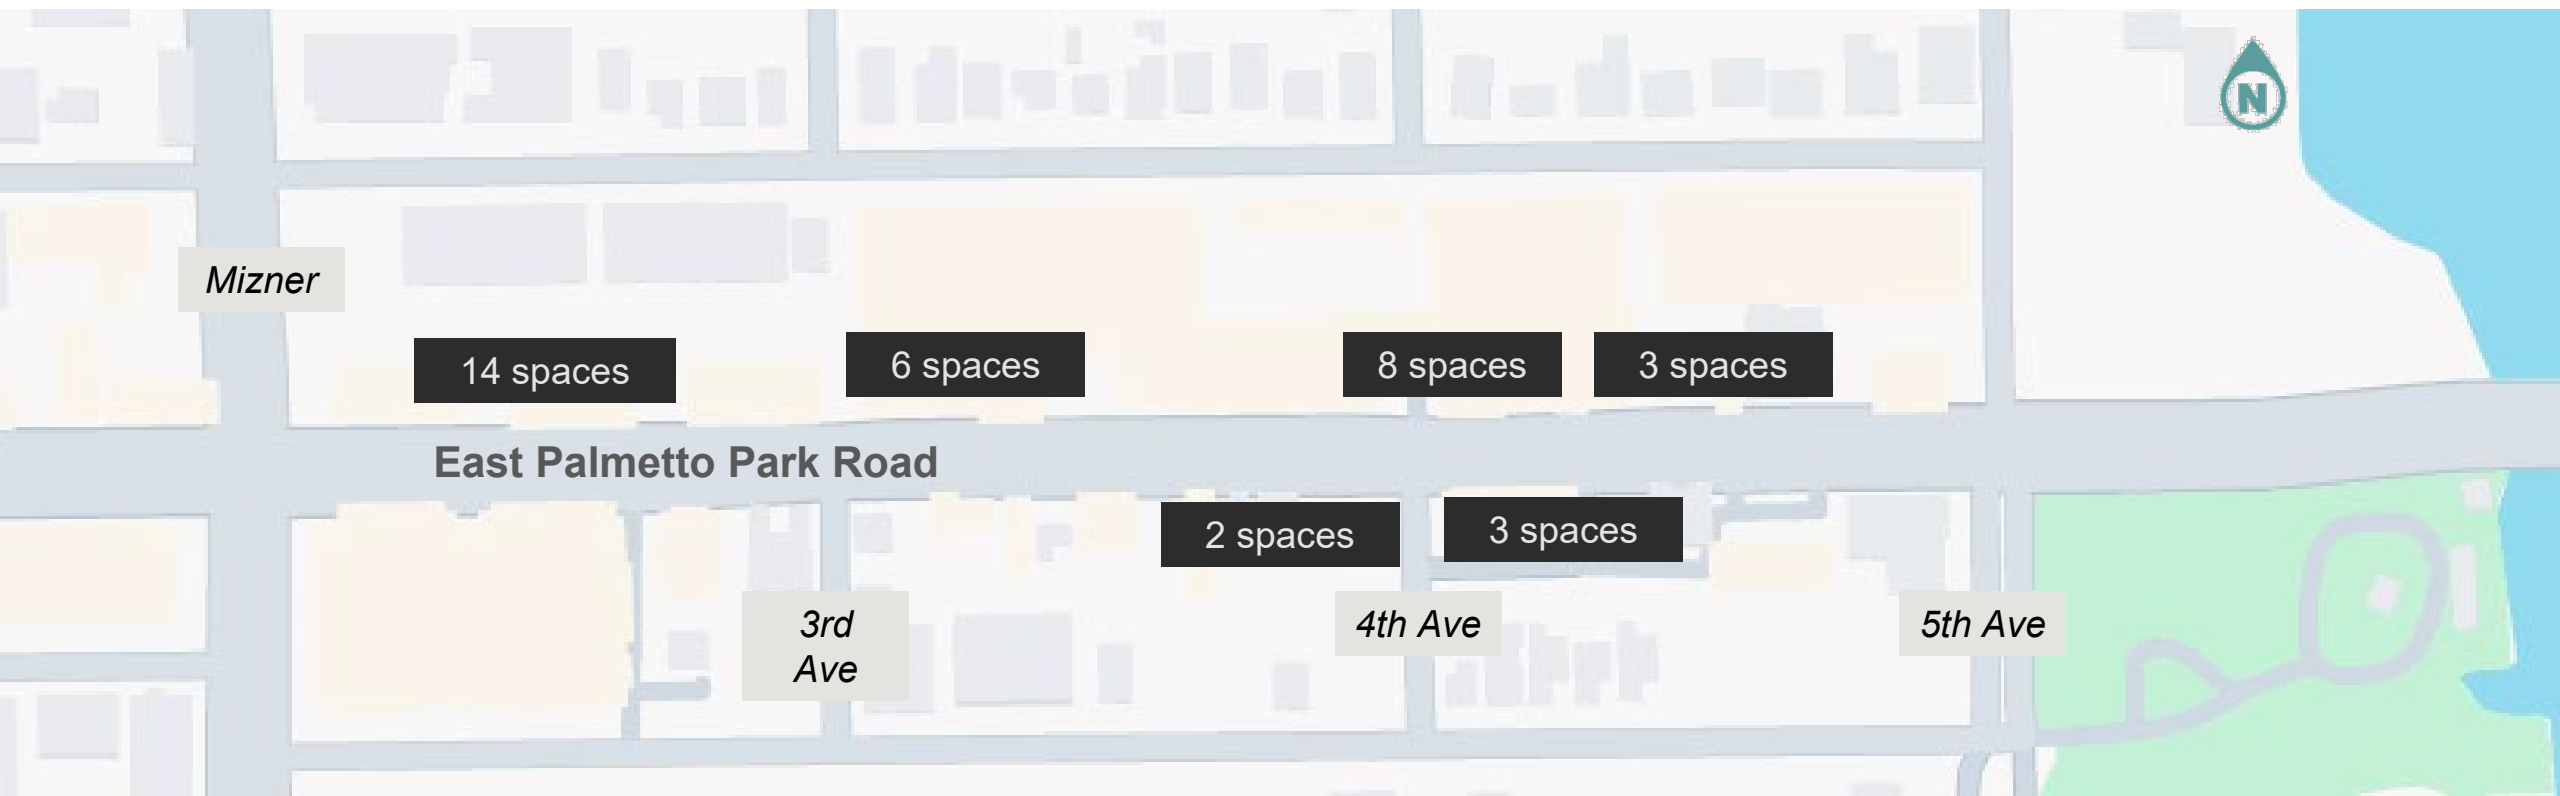 N
Mizner
14 spaces
6 spaces
8 spaces
3 spaces
East Palmetto Park Road
2 spaces
3 spaces
3rd
Ave
4th Ave
5th Ave